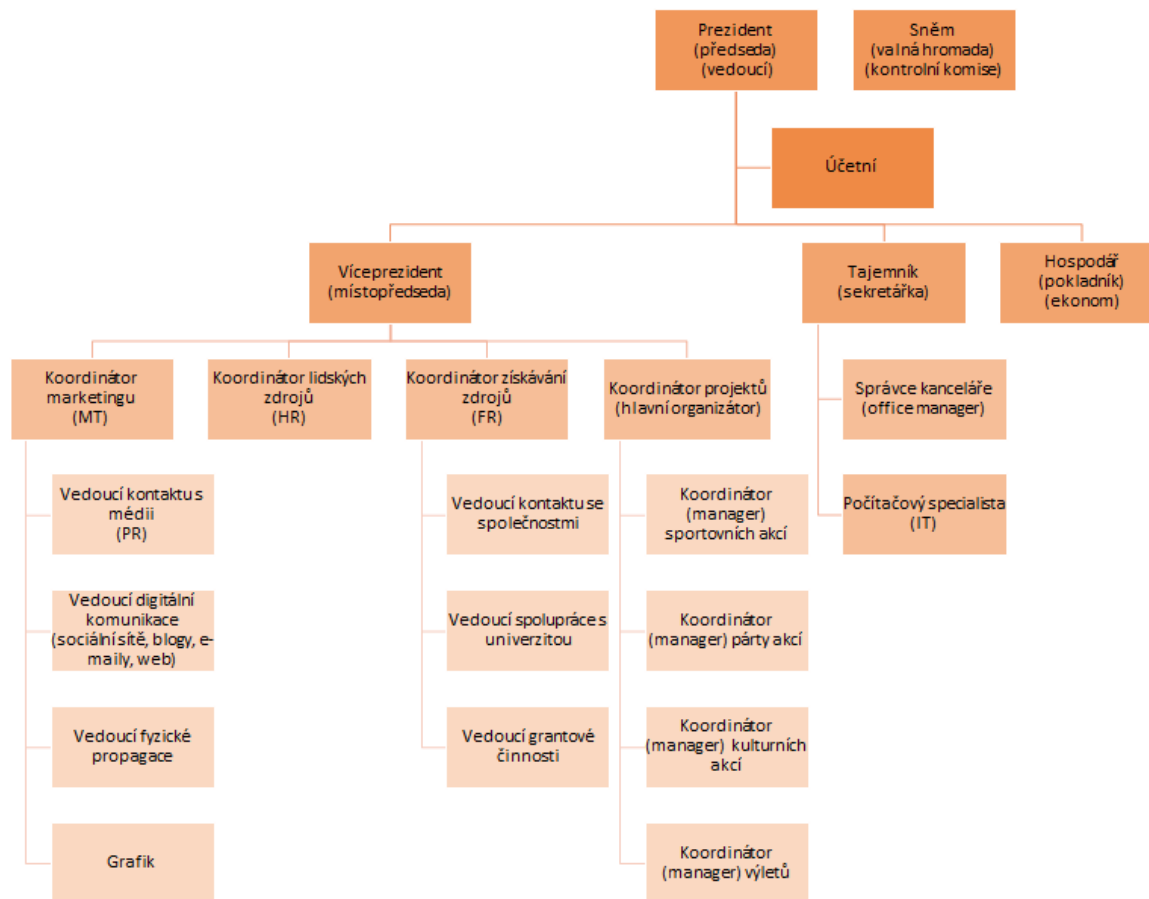 Prezident
(předseda)
(vedoucí)
Sněm
(valná hromada)
(kontrolní komise)
Účetní
Víceprezident
(místopředseda)
Tajemník
(sekretářka)
Hospodář
(pokladník)
(ekonom)
Koordinátor
marketingu
(MT)
Koordinátor lidských
zdrojů
(HR)
Koordinátor získávání
zdrojů
(FR)
Koordinátor projektů
(hlavní organizátor)
Správce kanceláře
(office manager)
Vedoucí kontaktu s
médii
(PR)
Vedoucí kontaktu se
společnostmi
Koordinátor
(manager)
sportovních akcí
Počítačový specialista
(IT)
Vedoucí digitální
komunikace
(sociální sítě, blogy, e-
maily, web)
Vedoucí spolupráce s
univerzitou
Koordinátor
(manager) párty akcí
Vedoucí fyzické
propagace
Vedoucí grantové
činnosti
Koordinátor
(manager) kulturních
akcí
Grafik
Koordinátor
(manager) výletů